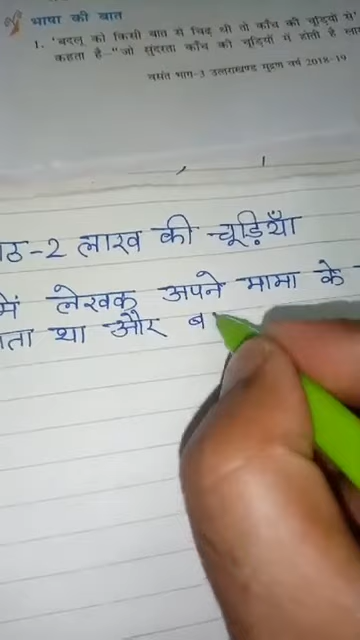 भाषा की बात
1. 'बदलू को किसी बात से चिढ़ थी तो काँच की चूड़ियों से'
कहता है–"जो सुंदरता काँच की चूड़ियों में होती है लाख
वसंत भाग-3 उत्तराखण्ड मुद्रण वर्ष 2018-19
ाठ-2 लाख की चूड़ियाँ
में लेखक अपने मामा के
ाता था और ब